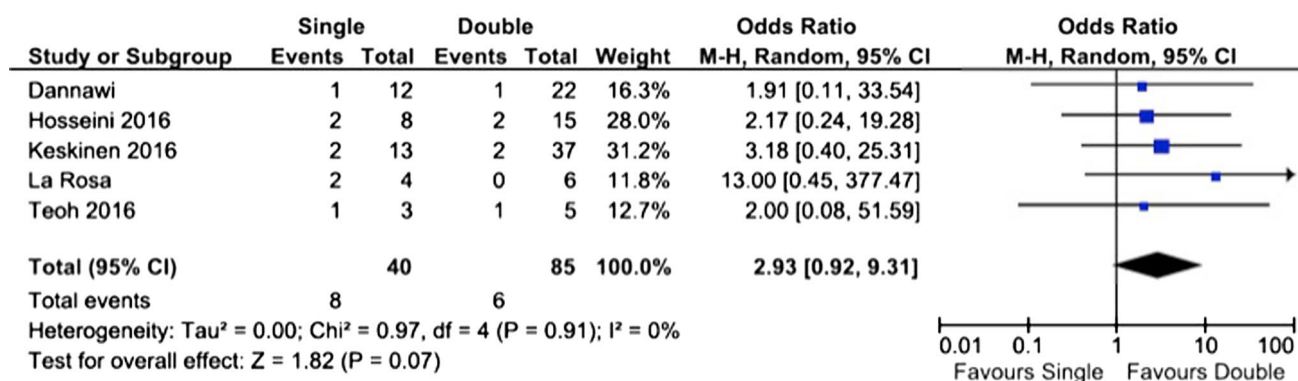 Single Double Odds Ratio Odds Ratio
Study or Subgroup Events Total Events Total Weight M-H, Random, 95% CI M-H, Random, 95% CI
Dannawi 1 12 1 22 16.3% 1.91 [0.11, 33.54]
Hosseini 2016 2 8 2 15 28.0% 2.17 [0.24, 19.28]
Keskinen 2016 2 13 2 37 31.2% 3.18 [0.40, 25.31]
La Rosa 2 4 0 6 11.8% 13.00 [0.45, 377.47]
Teoh 2016 1 3 1 5 12.7% 2.00 [0.08, 51.59]
Total (95% CI) 40 85 100.0% 2.93 [0.92, 9.31]
Total events 8 6
Heterogeneity: Tau² = 0.00; Chi² = 0.97, df = 4 (P = 0.91); I² = 0%
Test for overall effect: Z = 1.82 (P = 0.07)
0.01 0.1 1 10 100
Favours Single Favours Double